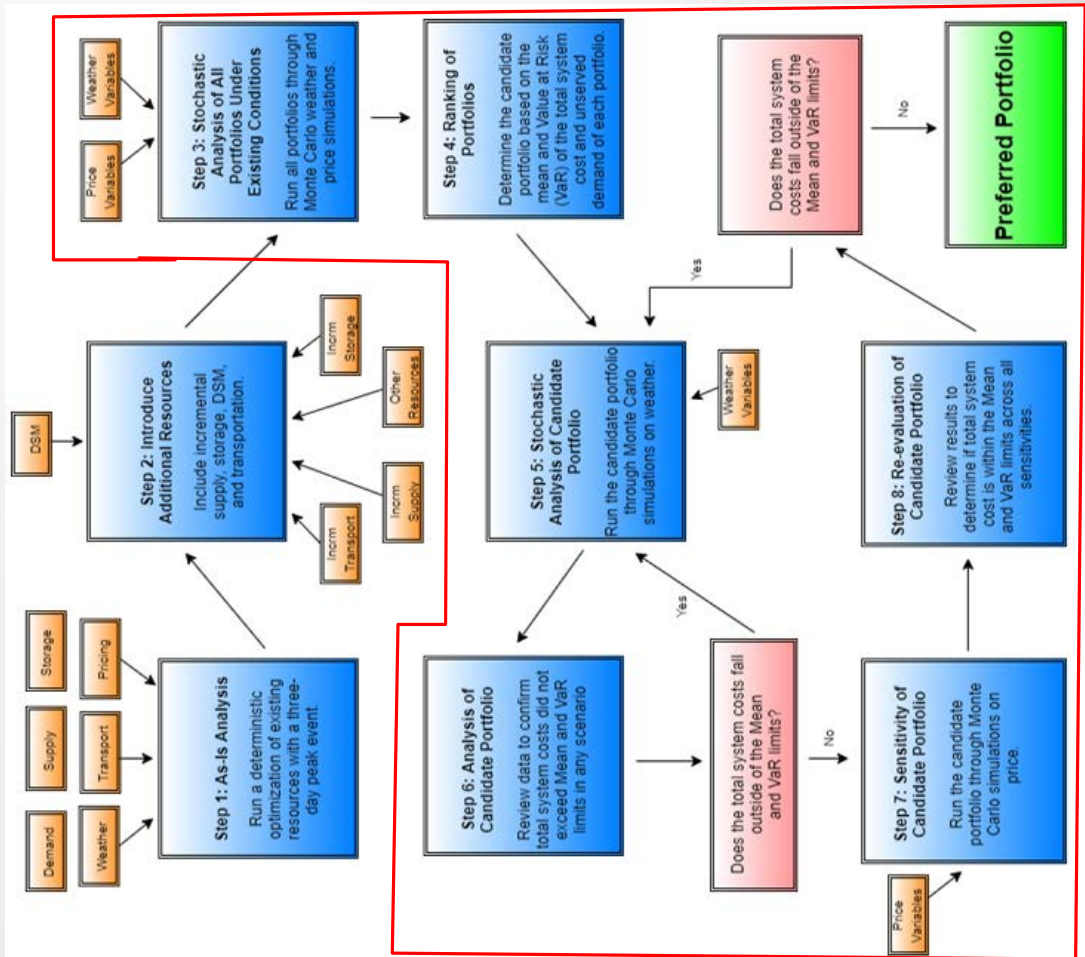 Demand
Supply
Storage
Weather
Transport
Pricing
Step 1: As-Is Analysis
Run a deterministic
optimization of existing
resources with a three-
day peak event.
DSM
Step 2: Introduce
Additional Resources
Include incremental
supply, storage, DSM,
and transportation.
Incrm
Transport
Incrm
Supply
Other
Resources
Incrm
Storage
Price
Variables
Weather
Variables
Step 3: Stochastic
Analysis of All
Portfolios Under
Existing Conditions
Run all portfolios through
Monte Carlo weather and
price simulations.
Step 4: Ranking of
Portfolios
Determine the candidate
portfolio based on the
mean and Value at Risk
(VaR) of the total system
cost and unserved
demand of each portfolio.
Step 5: Stochastic
Analysis of Candidate
Portfolio
Run the candidate portfolio
through Monte Carlo
simulations on weather.
Weather
Variables
Step 6: Analysis of
Candidate Portfolio
Review data to confirm
total system costs did not
exceed Mean and VaR
limits in any scenario
Does the total system costs fall
outside of the Mean
and VaR limits?
Yes
No
Price
Variables
Step 7: Sensitivity of
Candidate Portfolio
Run the candidate
portfolio through Monte
Carlo simulations on
price.
Step 8: Re-evaluation of
Candidate Portfolio
Review results to
determine if total system
cost is within the Mean
and VaR limits across all
sensitivities.
Does the total system
costs fall outside of the
Mean and VaR limits?
Yes
No
Preferred Portfolio